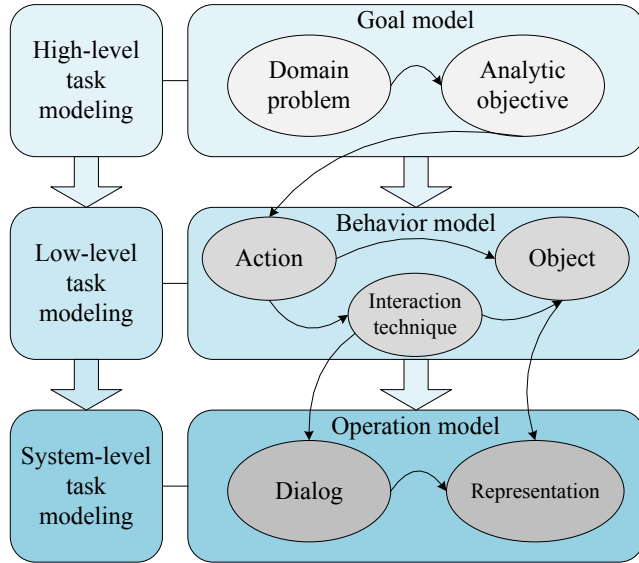 High-level
task
modeling
Goal model
Domain
problem
Analytic
objective
Low-level
task
modeling
Behavior model
Action
Object
Interaction
technique
System-level
task
modeling
Operation model
Dialog
Representation